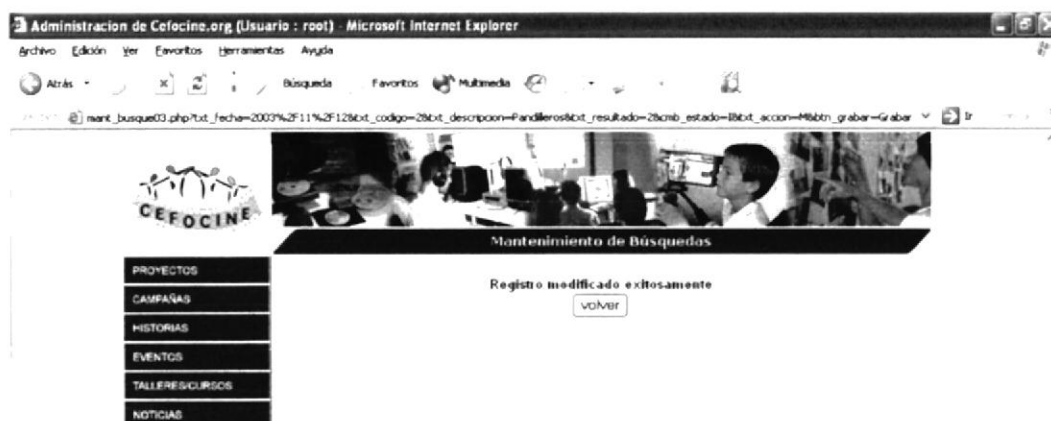 Administracion de Cefocine.org (Usuario : root) - Microsoft Internet Explorer
Archivo Edición Ver Favoritos Herramientas Ayuda
Atrás Búsqueda Favoritos Multimedia
mant_busque03.php?txt_fecha=2003%2F11%2F12&txt_codigo=2&txt_descripcion=Pandilleros&txt_resultado=2&cmb_estado=I&txt_accion=M&btn_grabar=Grabar Ir
CEFOCINE
Mantenimiento de Búsquedas
PROYECTOS
Registro modificado exitosamente
volver
CAMPAÑAS
HISTORIAS
EVENTOS
TALLERES/CURSOS
NOTICIAS